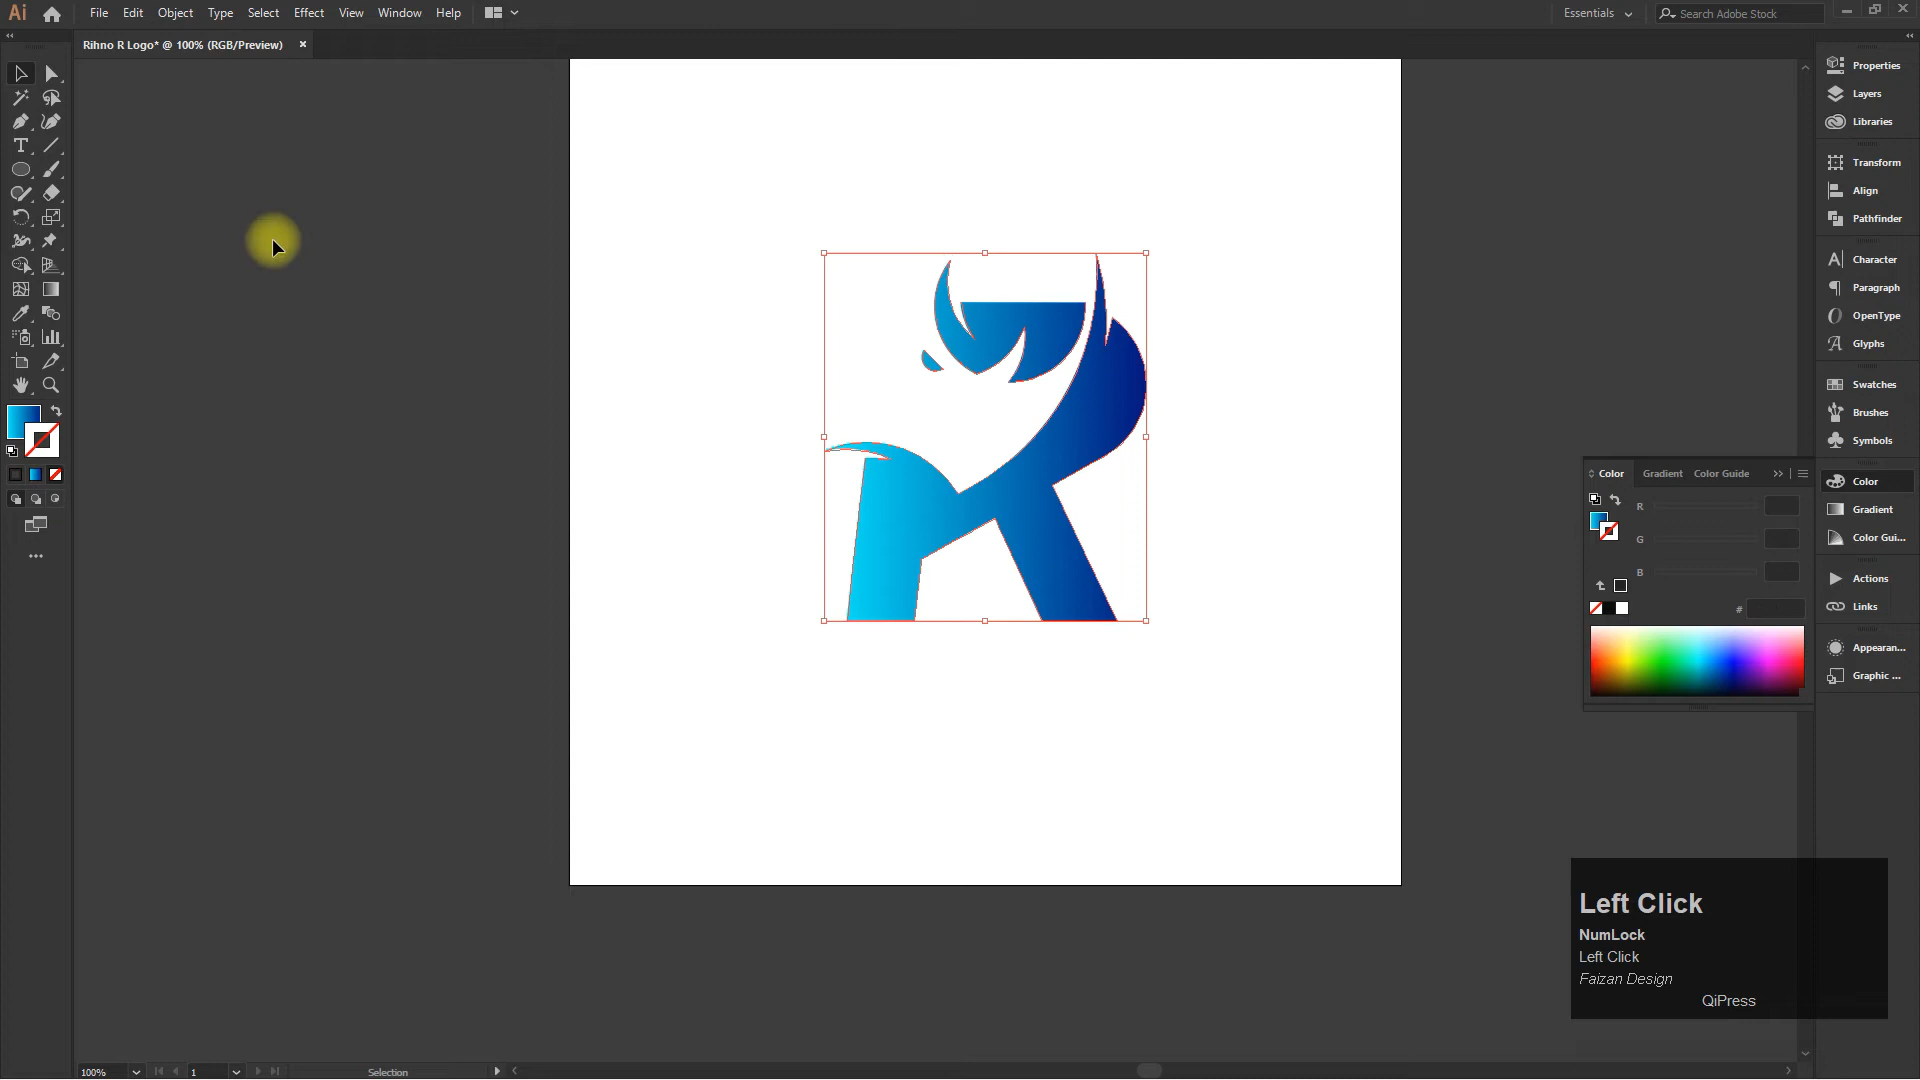 Ai File Edit Object Type Select Effect View Window Help
Essentials
Search Adobe Stock
Rihno R Logo* @ 100% (RGB/Preview) ×
Properties
Layers
Libraries
Transform
Align
Pathfinder
Character
Paragraph
OpenType
Glyphs
Swatches
Brushes
Symbols
Color
Gradient
Color Gui...
Actions
Links
Appearan...
Graphic ...
Color Gradient Color Guide
R
G
B
#
Left Click
NumLock
Left Click
Faizan Design
QiPress
100% 1 Selection